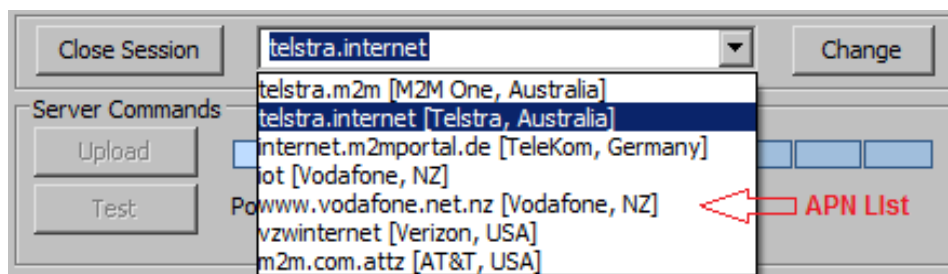 Close Session telstra.internet Change
telstra.m2m [M2M One, Australia]
Server Commands telstra.internet [Telstra, Australia]
Upload internet.m2mportal.de [TeleKom, Germany]
iot [Vodafone, NZ]
Test Po www.vodafone.net.nz [Vodafone, NZ] APN LIst
vzwinternet [Verizon, USA]
m2m.com.attz [AT&T, USA]